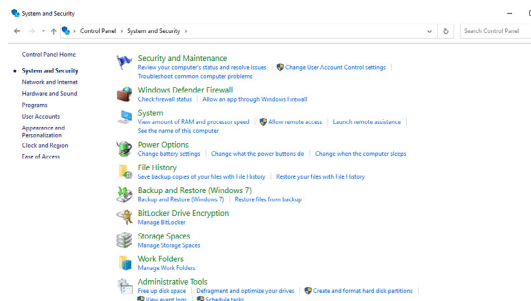 System and Security
Control Panel > System and Security >
Search Control Panel
Control Panel Home
System and Security
Network and Internet
Hardware and Sound
Programs
User Accounts
Appearance and
Personalization
Clock and Region
Ease of Access
Security and Maintenance
Review your computer's status and resolve issues | Change User Account Control settings |
Troubleshoot common computer problems
Windows Defender Firewall
Check firewall status | Allow an app through Windows Firewall
System
View amount of RAM and processor speed | Allow remote access | Launch remote assistance |
See the name of this computer
Power Options
Change battery settings | Change what the power buttons do | Change when the computer sleeps
File History
Save backup copies of your files with File History | Restore your files with File History
Backup and Restore (Windows 7)
Backup and Restore (Windows 7) | Restore files from backup
BitLocker Drive Encryption
Manage BitLocker
Storage Spaces
Manage Storage Spaces
Work Folders
Manage Work Folders
Administrative Tools
Free up disk space | Defragment and optimize your drives | Create and format hard disk partitions |
View event logs | Schedule tasks